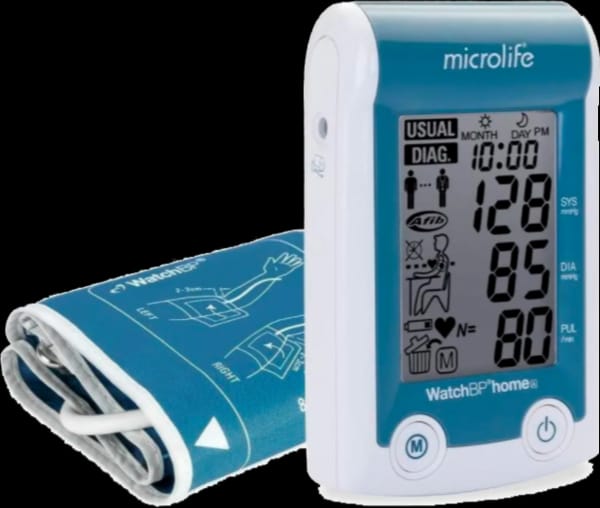 microlife®
USUAL
MONTH DAY PM
DIAG.
10:00
128
SYS
mmHg
Afib
85
DIA
mmHg
N=
80
PUL
/min
M
WatchBP® home
M
WatchBP®
LEFT
RIGHT